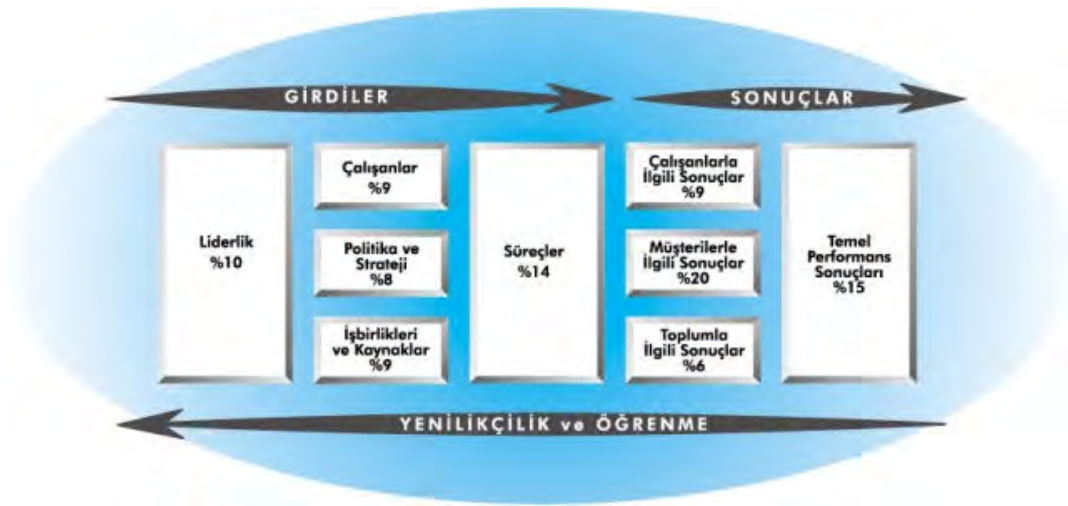 GİRDİLER
SONUÇLAR
Liderlik
%10
Çalışanlar
%9
Politika ve
Strateji
%8
İşbirlikleri
ve Kaynaklar
%9
Süreçler
%14
Çalışanlarla
İlgili Sonuçlar
%9
Müşterilerle
İlgili Sonuçlar
%20
Toplumla
İlgili Sonuçlar
%6
Temel
Performans
Sonuçları
%15
YENİLİKÇİLİK ve ÖĞRENME